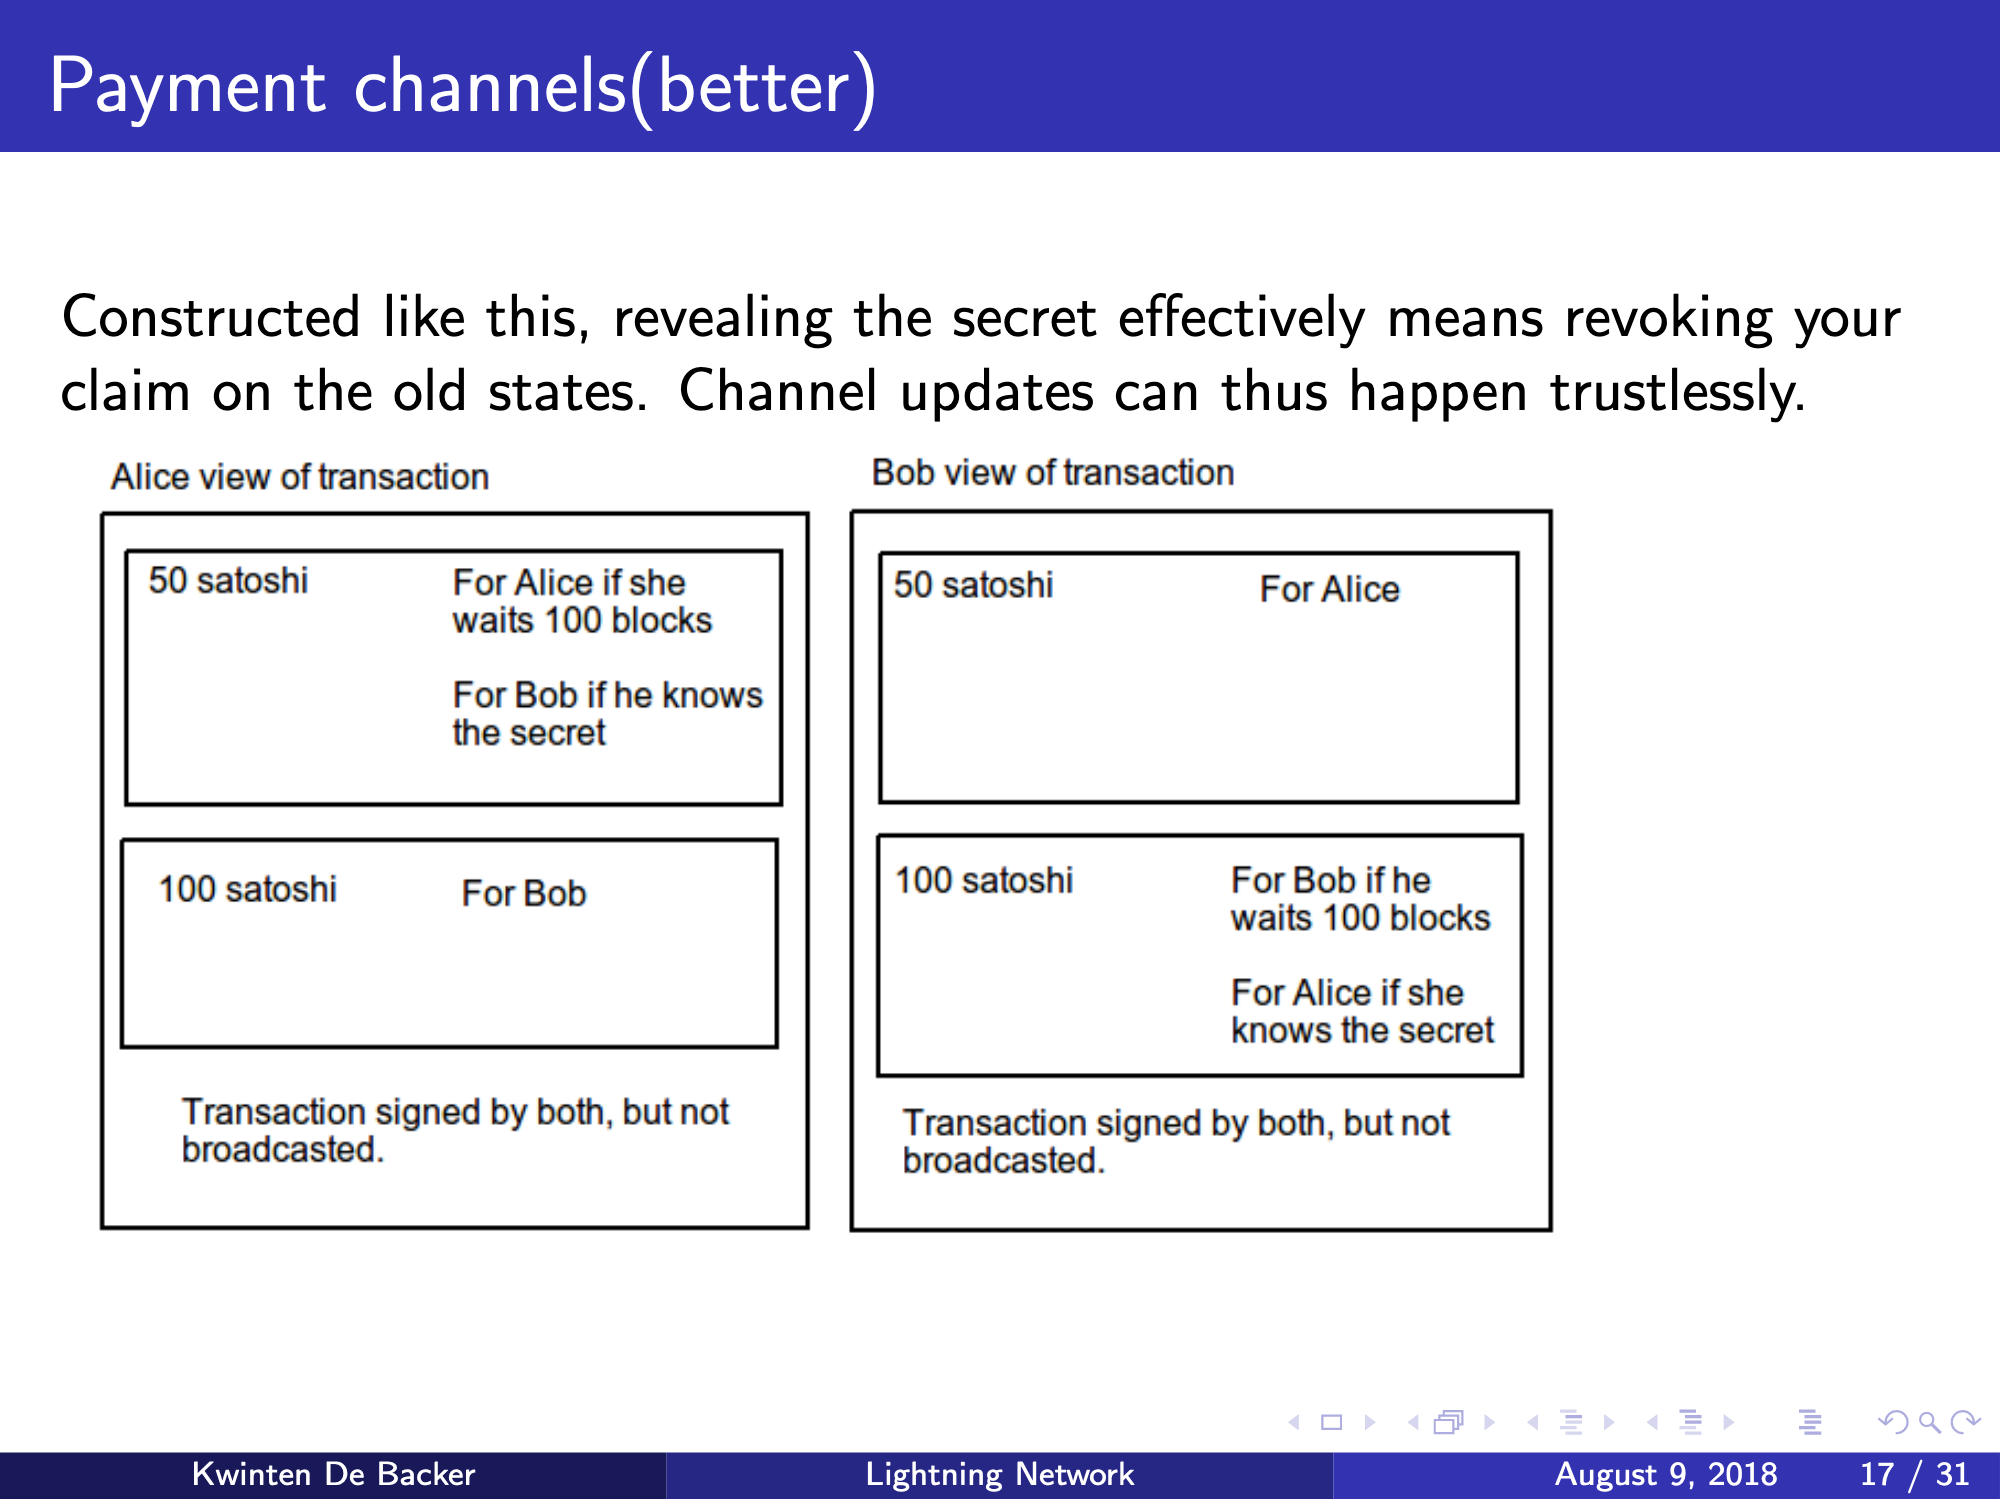 Payment channels(better)
Constructed like this, revealing the secret effectively means revoking your
claim on the old states. Channel updates can thus happen trustlessly.
Alice view of transaction
50 satoshi
For Alice if she
waits 100 blocks
For Bob if he knows
the secret
100 satoshi
For Bob
Transaction signed by both, but not
broadcasted.
Bob view of transaction
50 satoshi
For Alice
100 satoshi
For Bob if he
waits 100 blocks
For Alice if she
knows the secret
Transaction signed by both, but not
broadcasted.
Kwinten De Backer
Lightning Network
August 9, 2018
17 / 31